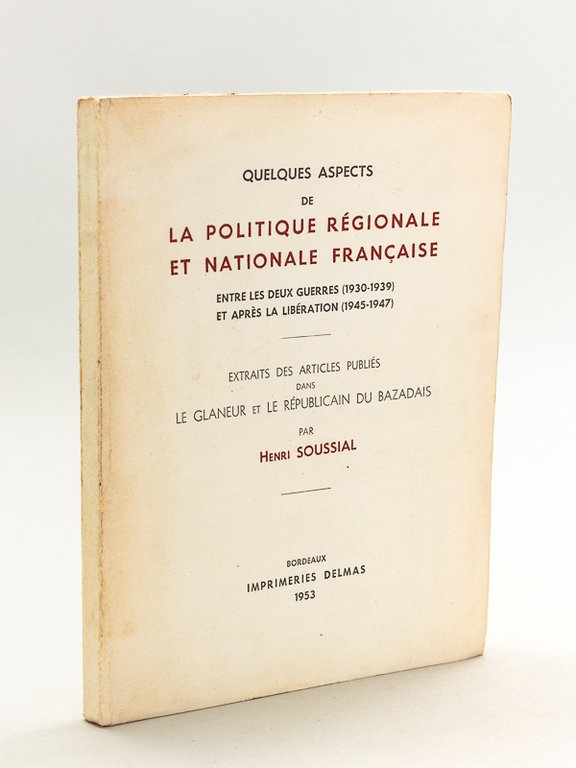 QUELQUES ASPECTS
DE
LA POLITIQUE RÉGIONALE
ET NATIONALE FRANÇAISE
ENTRE LES DEUX GUERRES (1930-1939)
ET APRÈS LA LIBÉRATION (1945-1947)
EXTRAITS DES ARTICLES PUBLIÉS
DANS
LE GLANEUR ET LE RÉPUBLICAIN DU BAZADAIS
PAR
HENRI SOUSSIAL
BORDEAUX
IMPRIMERIES DELMAS
1953